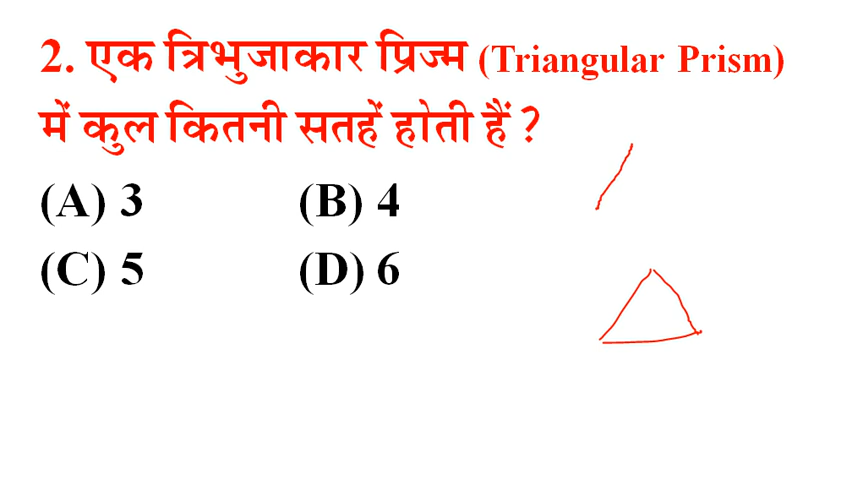 2. एक त्रिभुजाकार प्रिज्म (Triangular Prism)
में कुल कितनी सतहें होती हैं ?
(A) 3 (B) 4
(C) 5 (D) 6